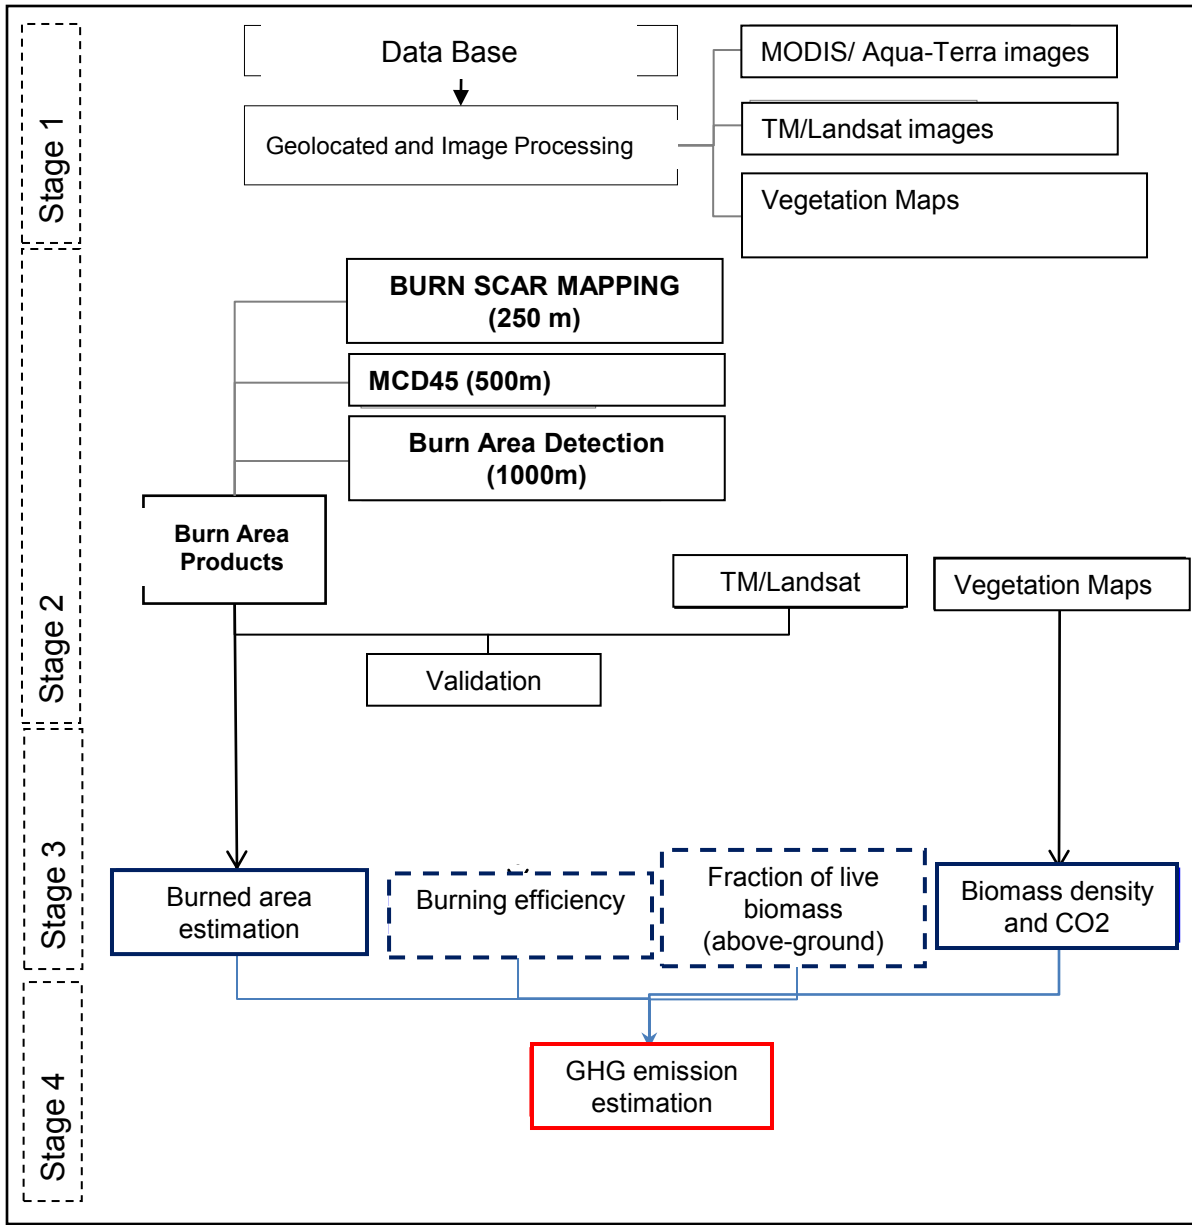 Stage 1
Data Base
Geolocated and Image Processing
MODIS/ Aqua-Terra images
TM/Landsat images
Vegetation Maps
Stage 2
BURN SCAR MAPPING
(250 m)
MCD45 (500m)
Burn Area Detection
(1000m)
Burn Area
Products
TM/Landsat
Vegetation Maps
Validation
Stage 3
Burned area
estimation
Burning efficiency
Fraction of live
biomass
(above-ground)
Biomass density
and CO2
Stage 4
GHG emission
estimation